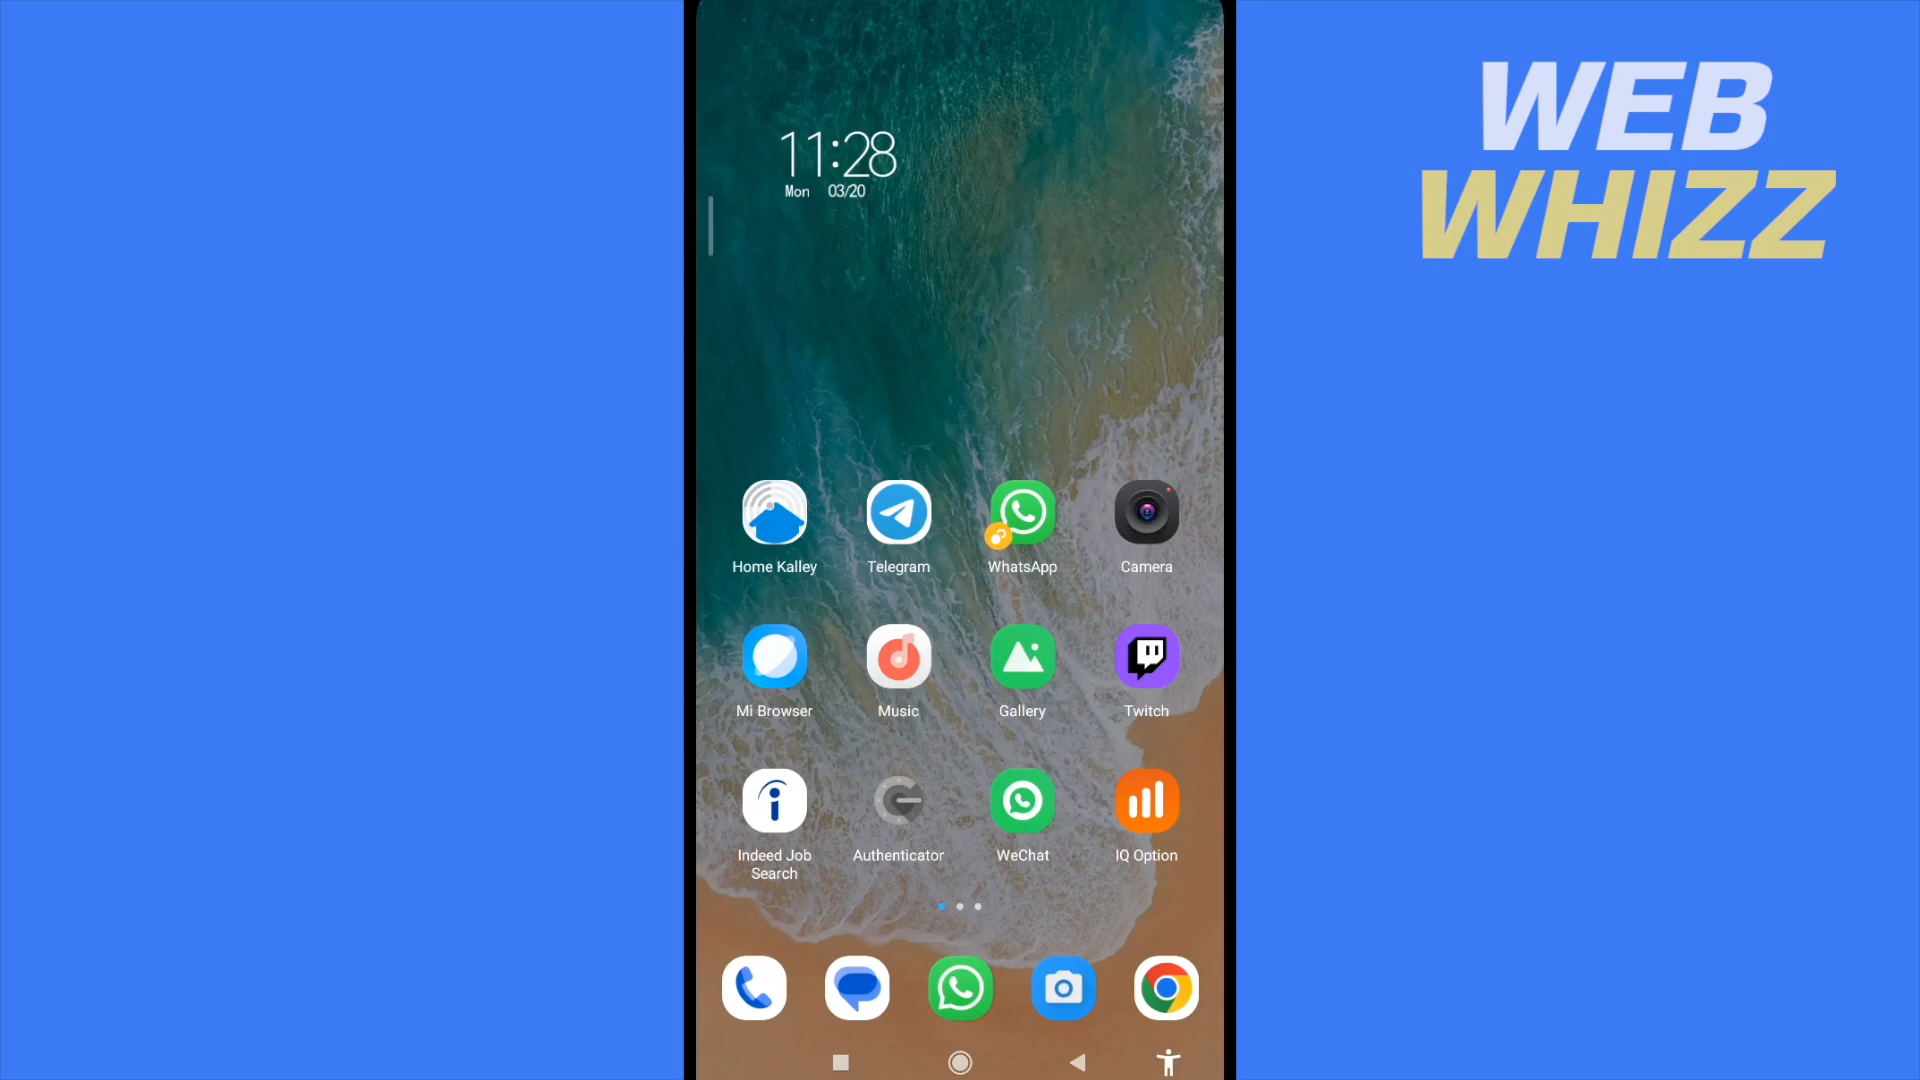 WEB
WHIZZ
11:28
Mon 03/20
Home Kalley
Telegram
WhatsApp
Camera
Mi Browser
Music
Gallery
Twitch
Indeed Job
Search
Authenticator
WeChat
IQ Option